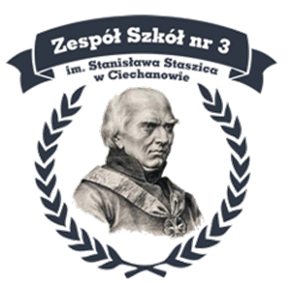 Zespół Szkół nr 3
im. Stanisława Staszica
w Ciechanowie